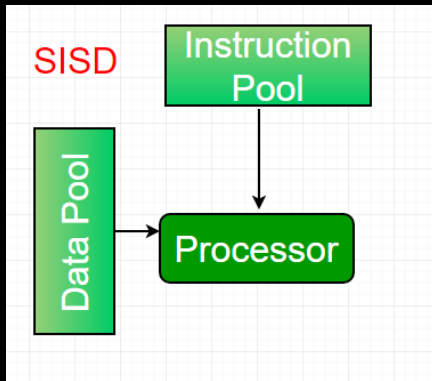 SISD
Instruction
Pool
Data Pool
Processor